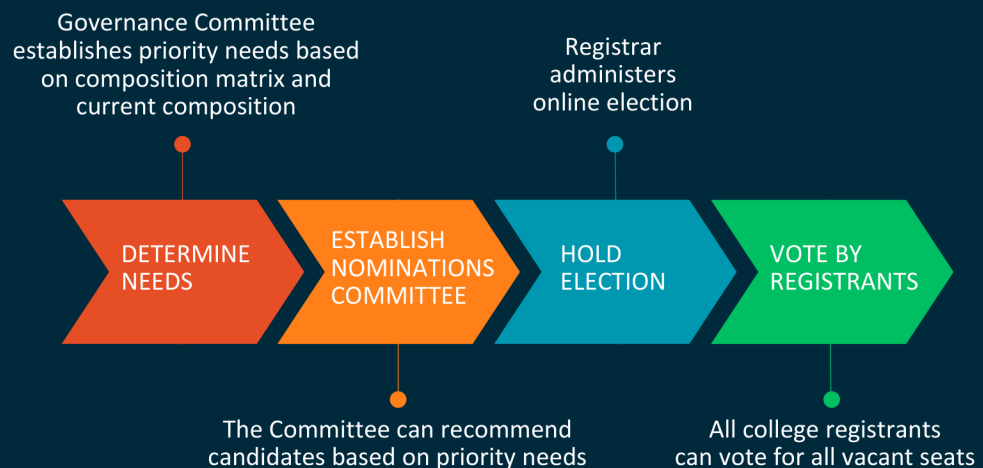 Governance Committee
establishes priority needs based
on composition matrix and
current composition
Registrar
administers
online election
DETERMINE
NEEDS
ESTABLISH
NOMINATIONS
COMMITTEE
HOLD
ELECTION
VOTE BY
REGISTRANTS
The Committee can recommend
candidates based on priority needs
All college registrants
can vote for all vacant seats